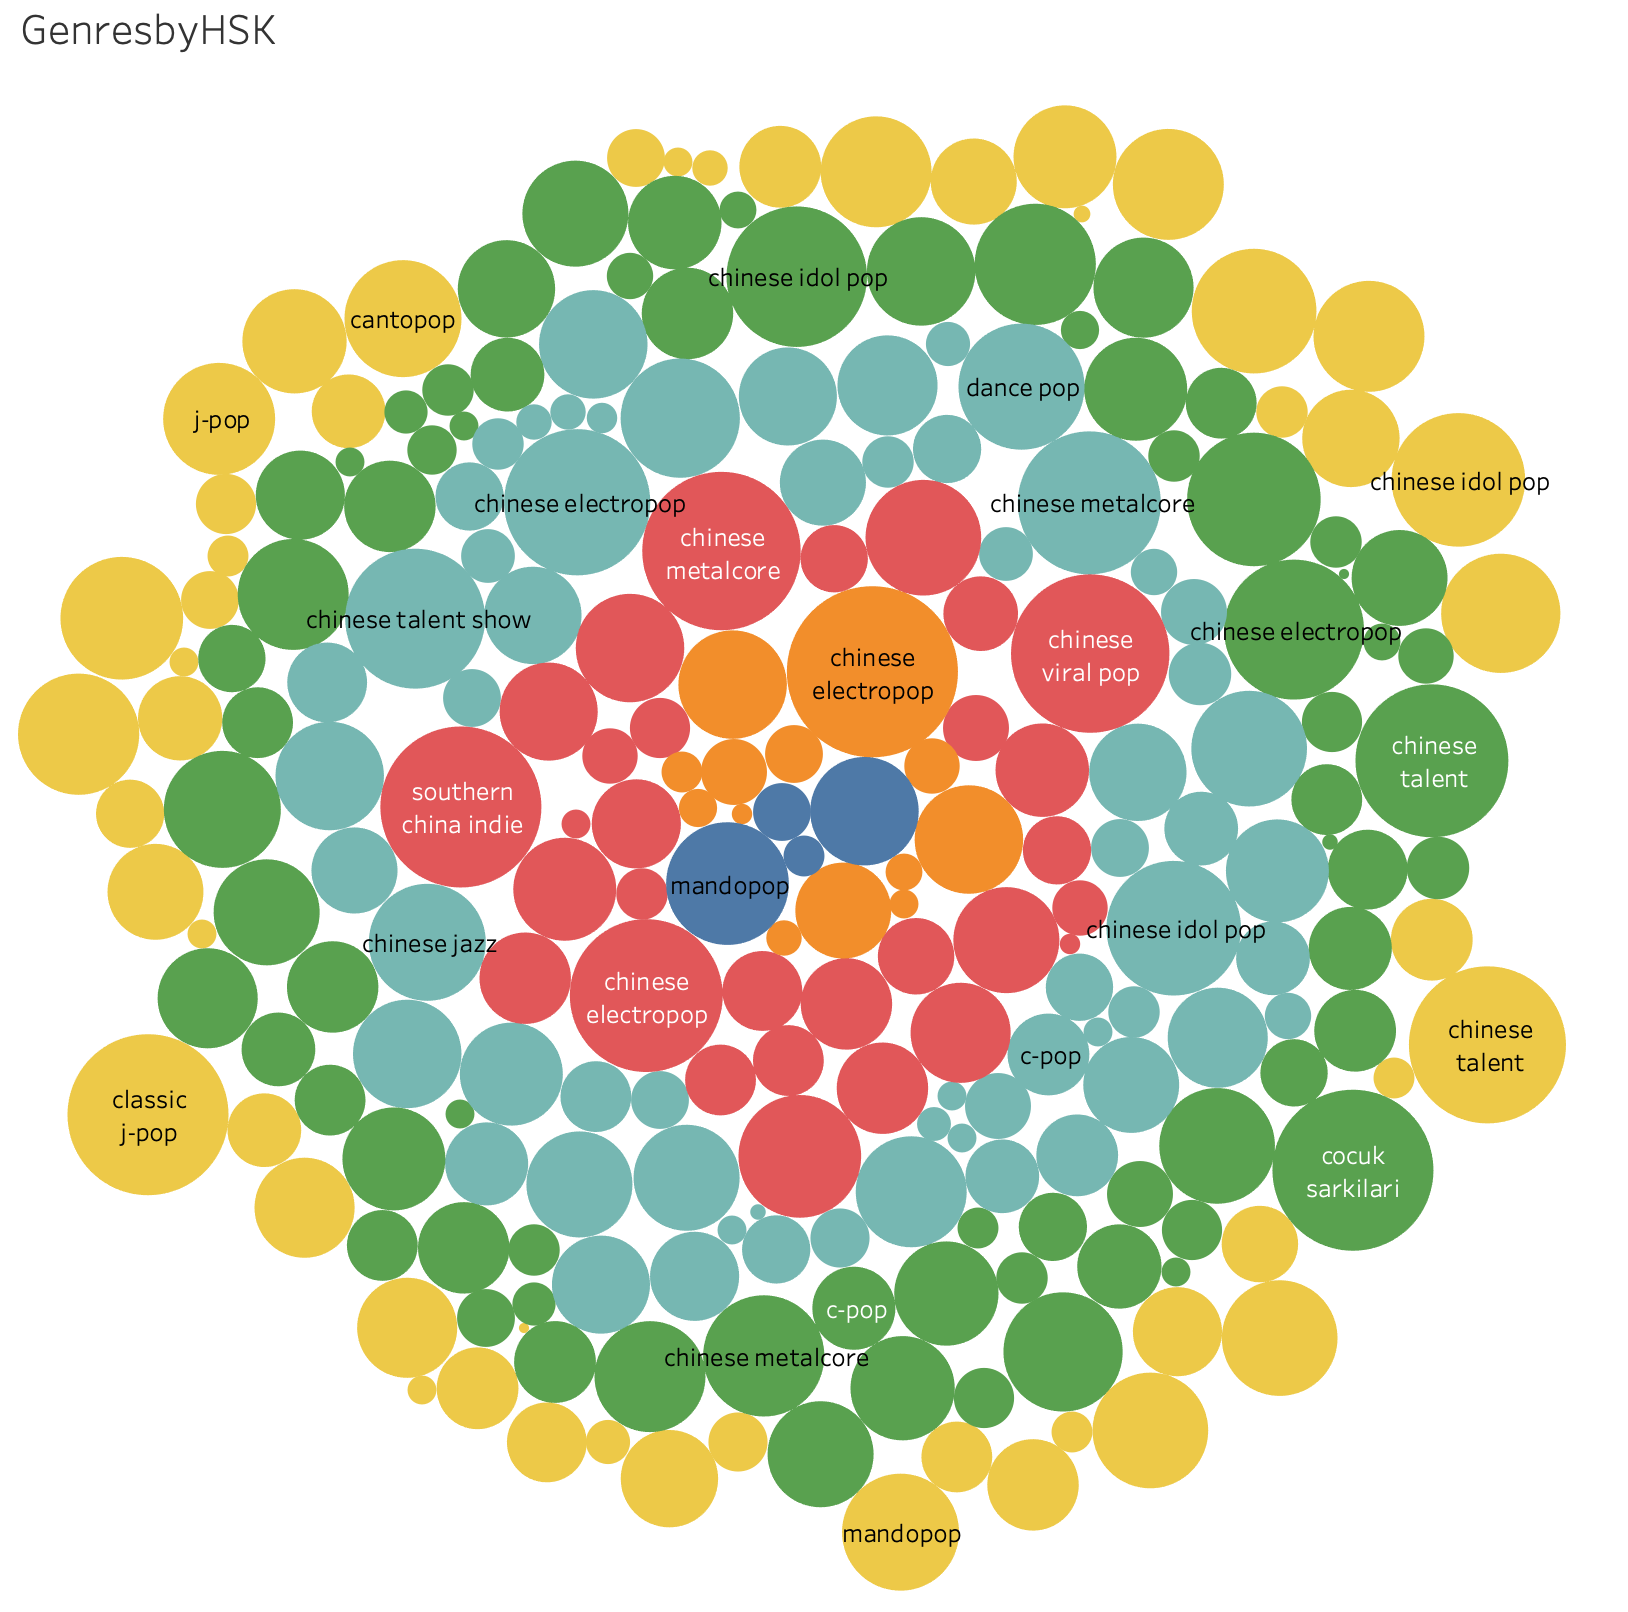 GenresbyHSK
chinese idol pop
cantopop
dance pop
j-pop
chinese idol pop
chinese electropop
chinese metalcore
chinese
metalcore
chinese talent show
chinese electropop
chinese
viral pop
chinese
electropop
chinese
talent
southern
china indie
mandopop
chinese idol pop
chinese jazz
chinese
electropop
c-pop
chinese
talent
classic
j-pop
cocuk
sarkilari
c-pop
chinese metalcore
mandopop